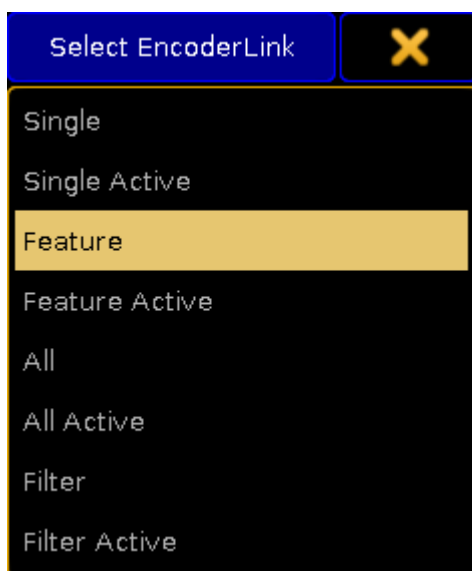 Select EncoderLink
Single
Single Active
Feature
Feature Active
All
All Active
Filter
Filter Active